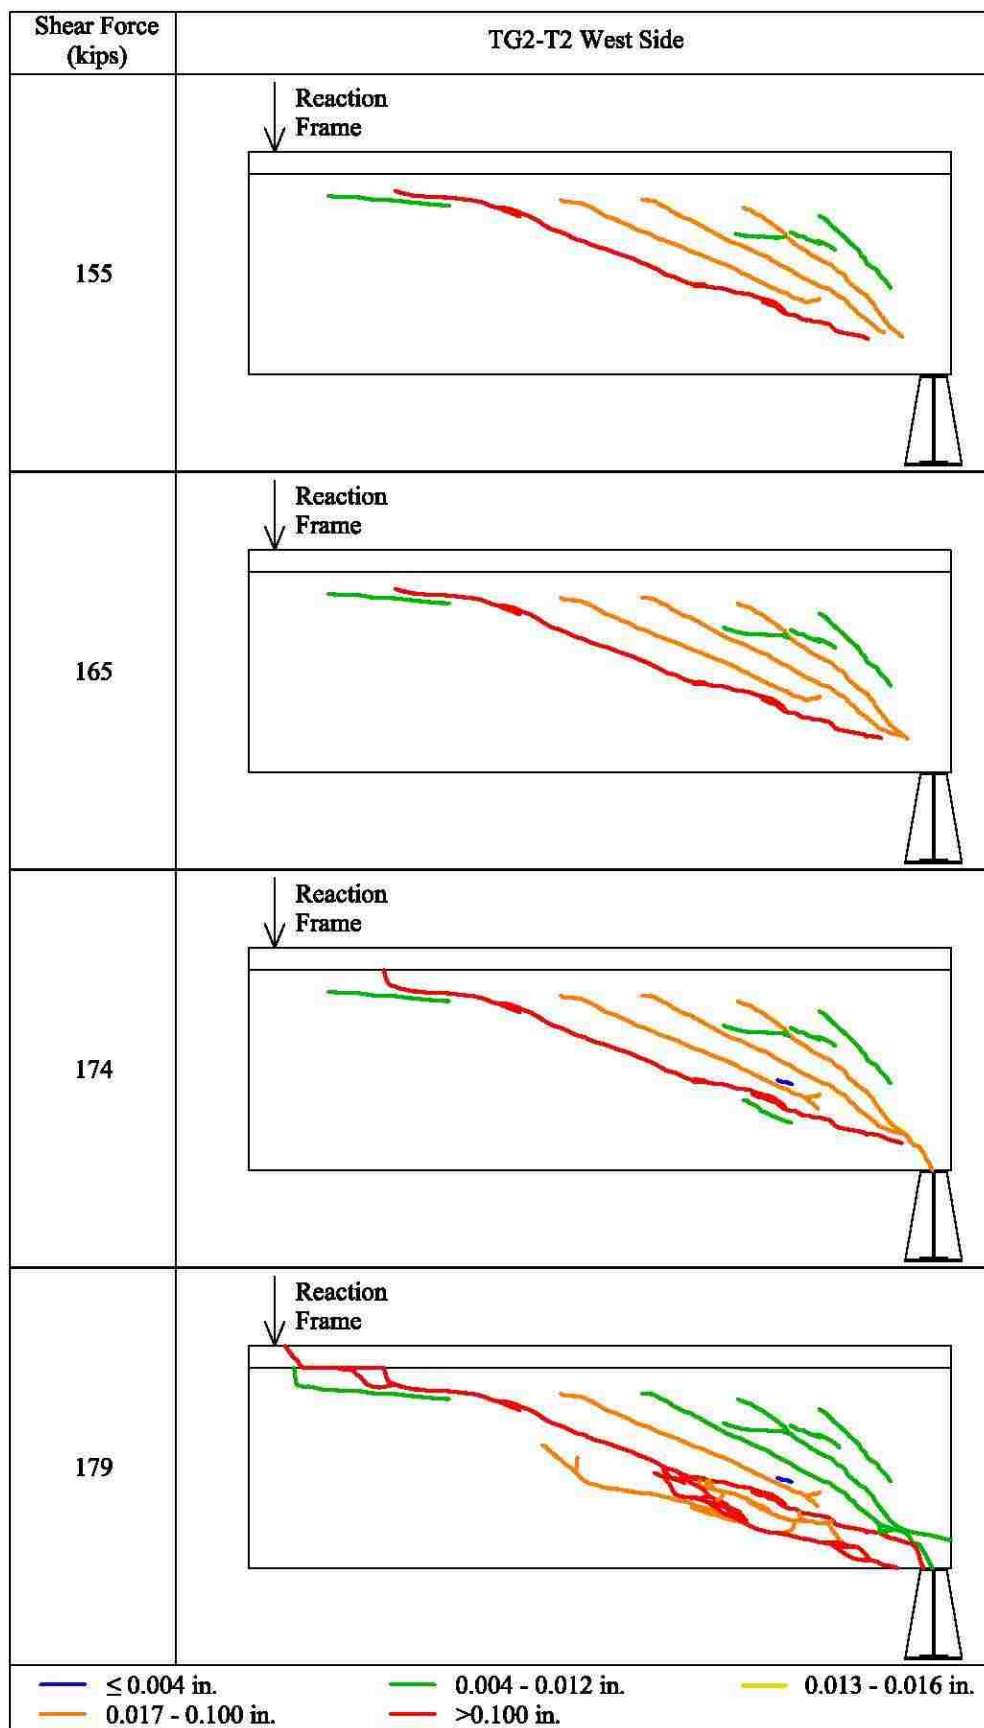 Shear Force
(kips)
TG2-T2 West Side
Reaction
Frame
155
Reaction
Frame
165
Reaction
Frame
174
Reaction
Frame
179
≤ 0.004 in.
0.004 - 0.012 in.
0.013 - 0.016 in.
0.017 - 0.100 in.
>0.100 in.